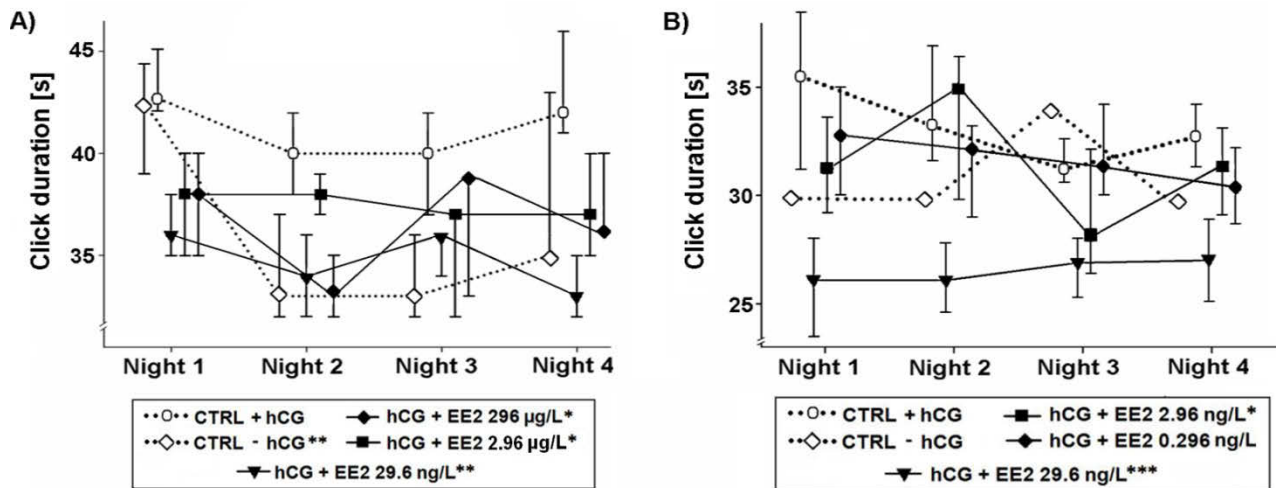 A)
Click duration [s]
45
40
35
Night 1 Night 2 Night 3 Night 4
CTRL + hCG
hCG + EE2 296 µg/L*
CTRL - hCG**
hCG + EE2 2.96 µg/L*
hCG + EE2 29.6 ng/L**
B)
Click duration [s]
35
30
25
Night 1 Night 2 Night 3 Night 4
CTRL + hCG
hCG + EE2 2.96 ng/L*
CTRL - hCG
hCG + EE2 0.296 ng/L
hCG + EE2 29.6 ng/L***